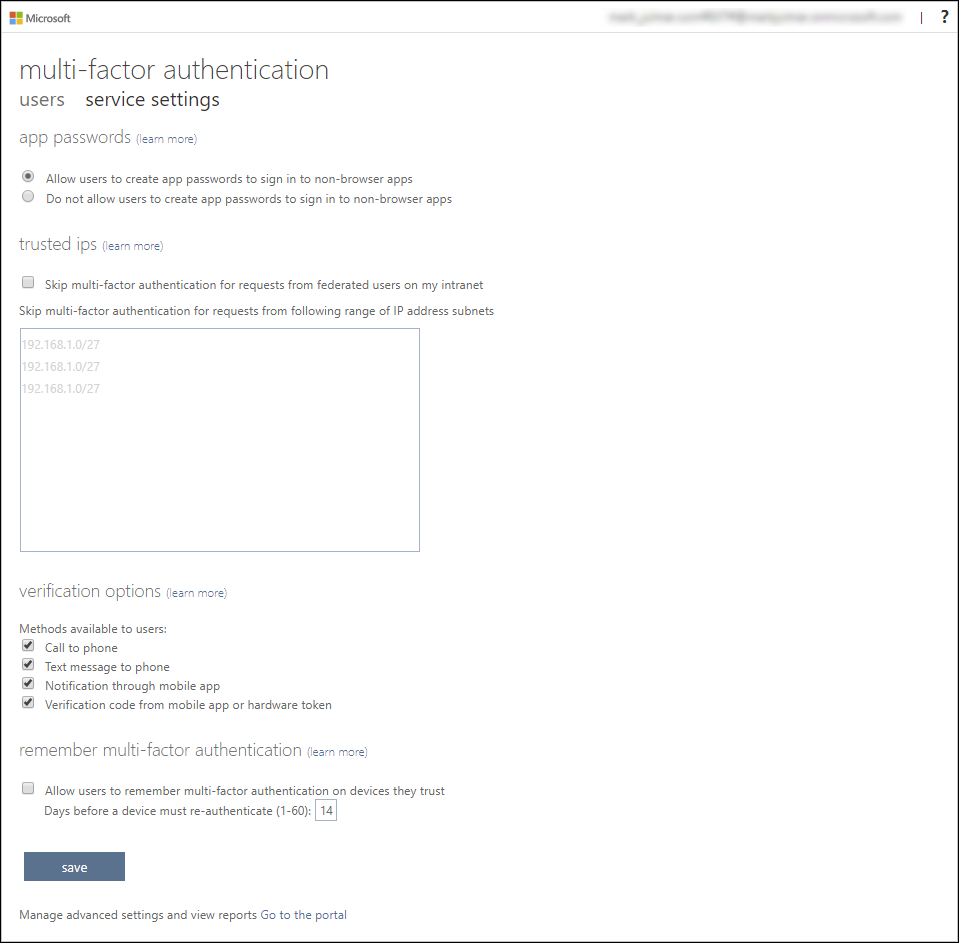 Microsoft
| ?
multi-factor authentication
users service settings
app passwords (learn more)
Allow users to create app passwords to sign in to non-browser apps
Do not allow users to create app passwords to sign in to non-browser apps
trusted ips (learn more)
Skip multi-factor authentication for requests from federated users on my intranet
Skip multi-factor authentication for requests from following range of IP address subnets
192.168.1.0/27
192.168.1.0/27
192.168.1.0/27
verification options (learn more)
Methods available to users:
Call to phone
Text message to phone
Notification through mobile app
Verification code from mobile app or hardware token
remember multi-factor authentication (learn more)
Allow users to remember multi-factor authentication on devices they trust
Days before a device must re-authenticate (1-60): 14
save
Manage advanced settings and view reports Go to the portal